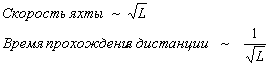 Скорость яхты ~ √L
Время прохождения дистанции ~ 1/√L